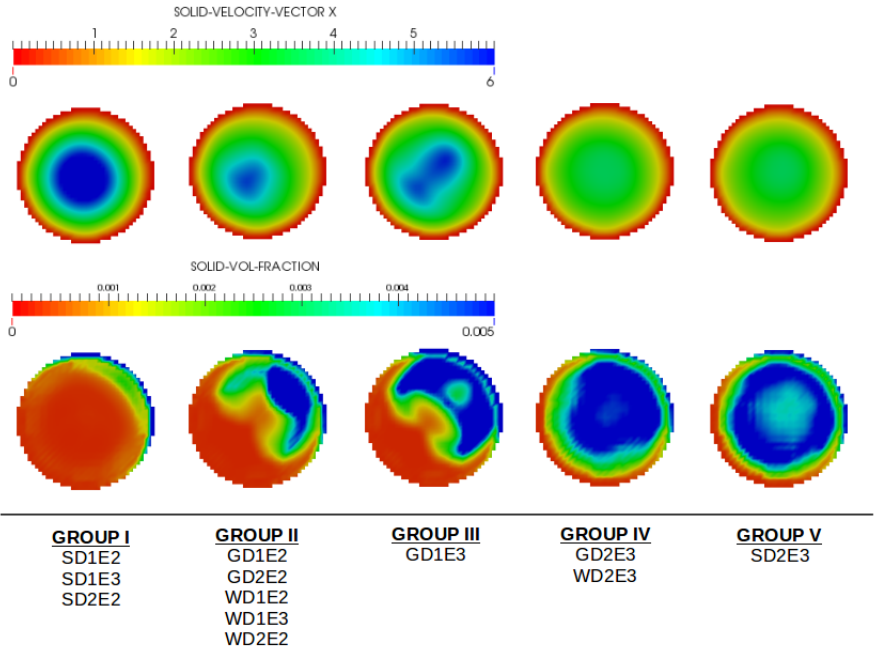 SOLID-VELOCITY-VECTOR X
1 2 3 4 5
0 6
SOLID-VOL-FRACTION
0.001 0.002 0.003 0.004
0 0.005
GROUP I GROUP II GROUP III GROUP IV GROUP V
SD1E2 GD1E2 GD1E3 GD2E3 SD2E3
SD1E3 GD2E2 WD2E3
SD2E2 WD1E2
WD1E3
WD2E2